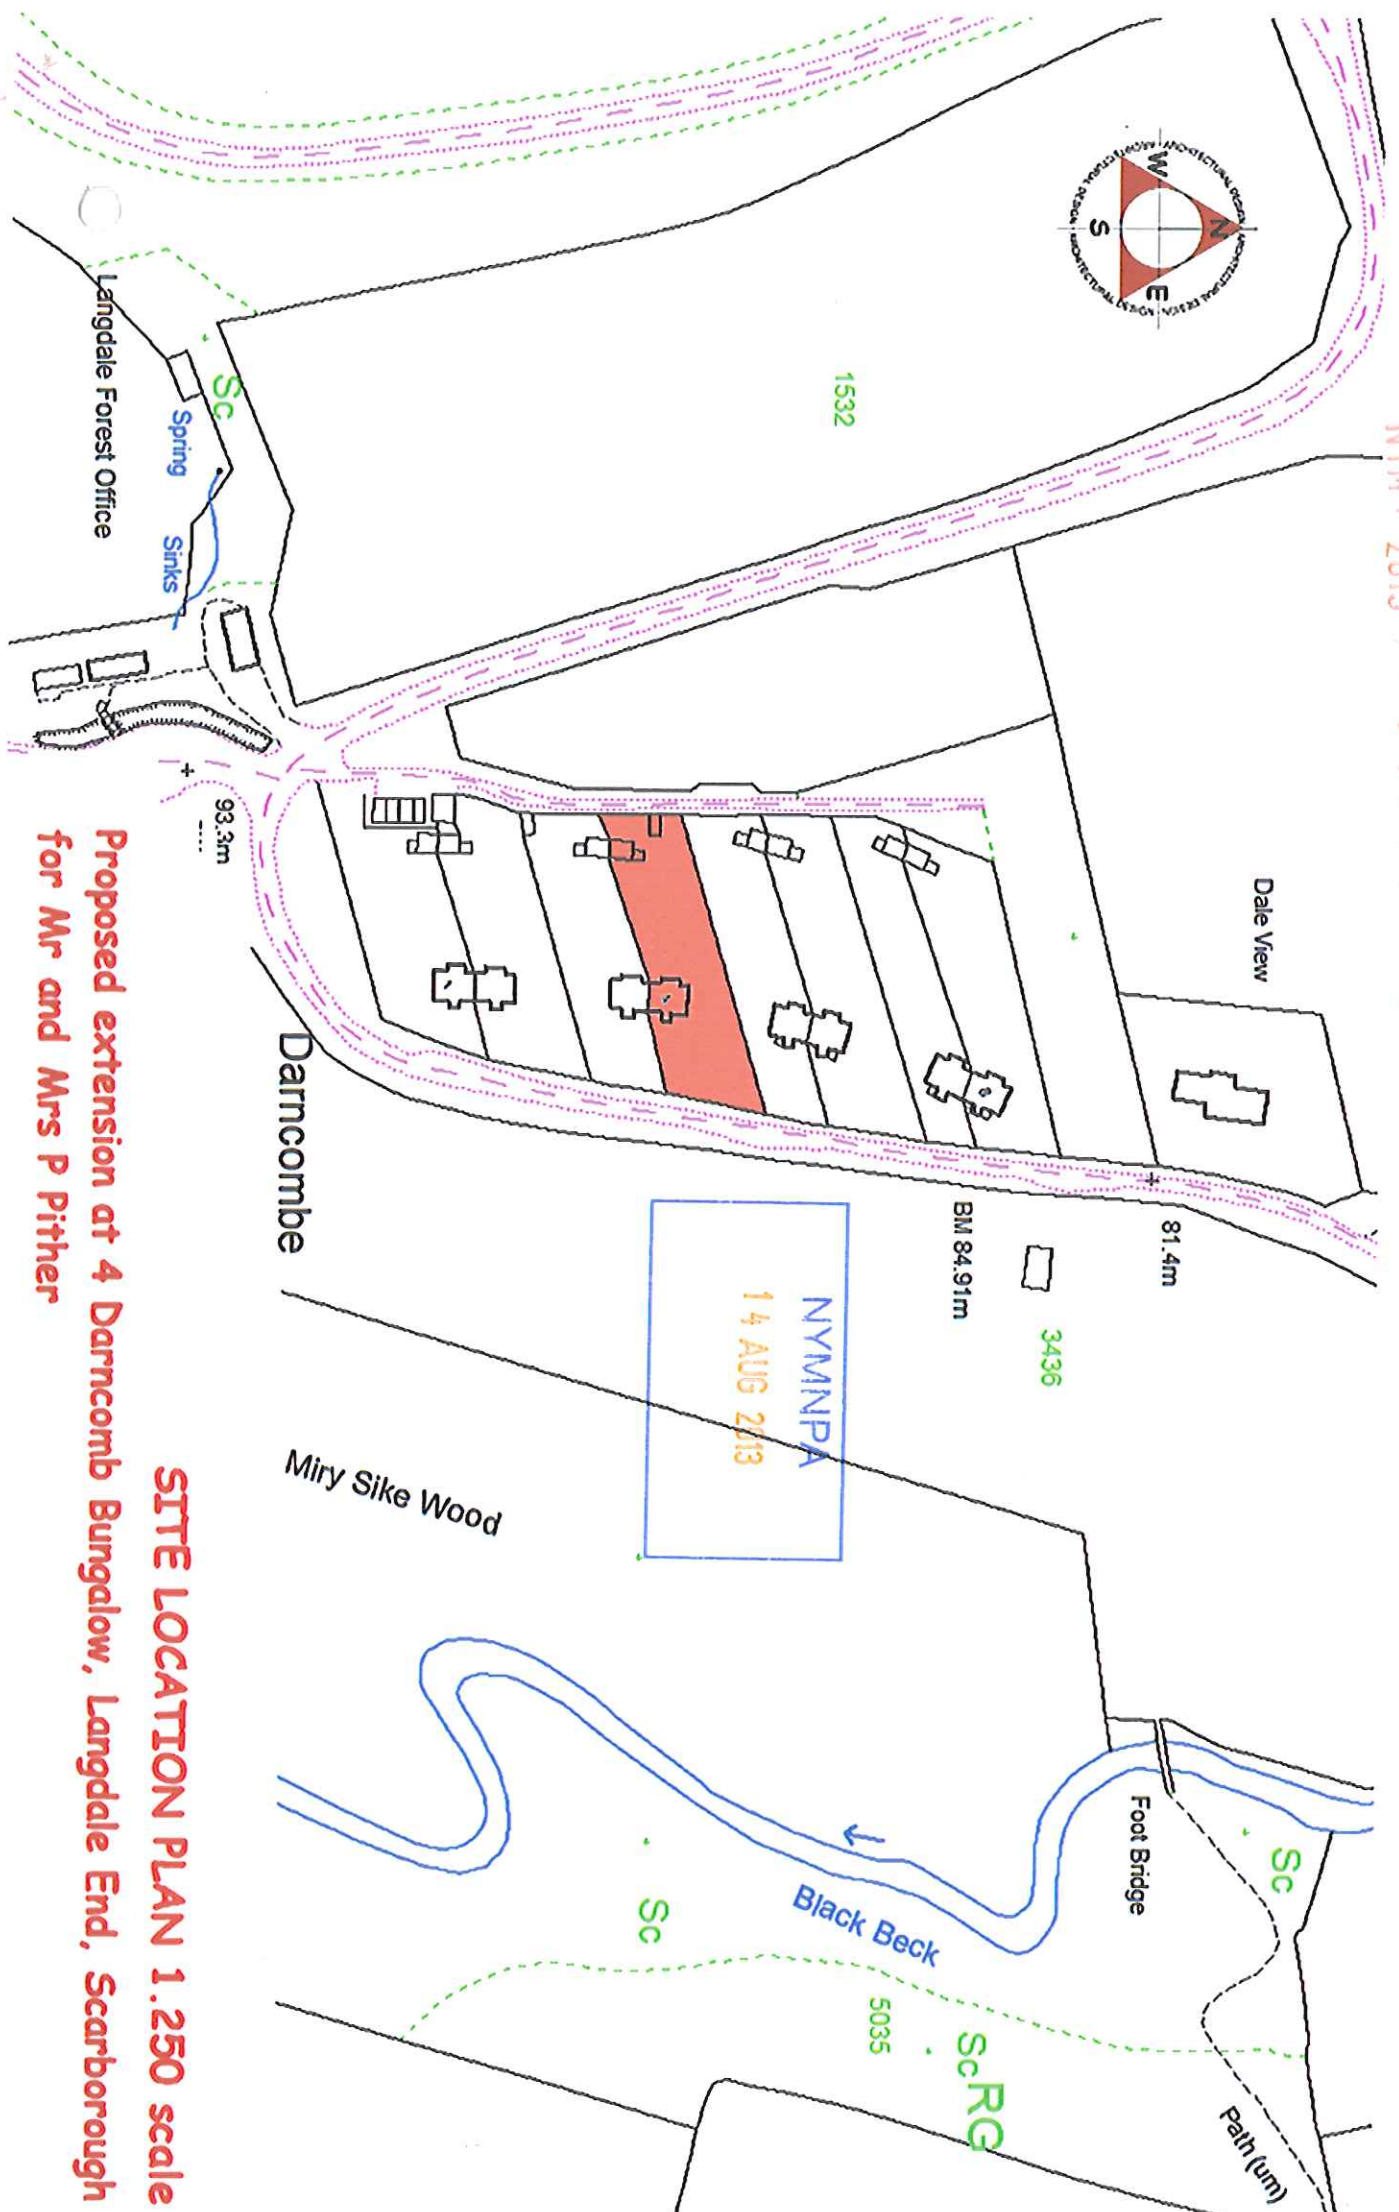 N
W
E
S
ARCHITECTURAL DESIGN
1532
Dale View
81.4m
BM 84.91m
3436
Sc
Spring
Sinks
Langdale Forest Office
93.3m
Darncombe
NYMNPA
14 AUG 2013
Miry Sike Wood
Foot Bridge
Sc
Black Beck
Sc
5035
ScRG
Path (um)
SITE LOCATION PLAN 1.250 scale
Proposed extension at 4 Darncomb Bungalow, Langdale End, Scarborough
for Mr and Mrs P Pither